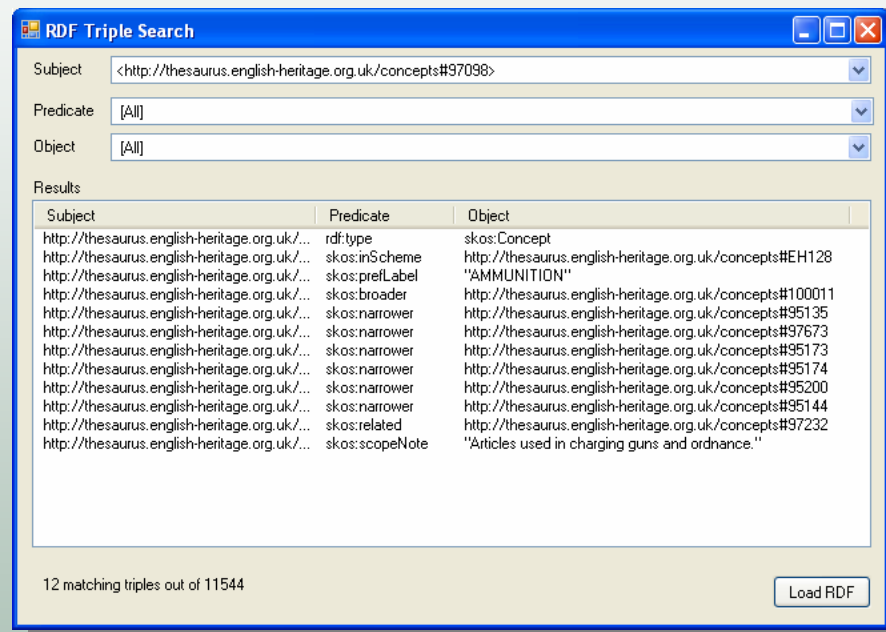 RDF Triple Search
Subject <http://thesaurus.english-heritage.org.uk/concepts#97098>
Predicate [All]
Object [All]
Results
Subject Predicate Object
http://thesaurus.english-heritage.org.uk/... rdf:type skos:Concept
http://thesaurus.english-heritage.org.uk/... skos:inScheme http://thesaurus.english-heritage.org.uk/concepts#EH128
http://thesaurus.english-heritage.org.uk/... skos:prefLabel "AMMUNITION"
http://thesaurus.english-heritage.org.uk/... skos:broader http://thesaurus.english-heritage.org.uk/concepts#100011
http://thesaurus.english-heritage.org.uk/... skos:narrower http://thesaurus.english-heritage.org.uk/concepts#95135
http://thesaurus.english-heritage.org.uk/... skos:narrower http://thesaurus.english-heritage.org.uk/concepts#97673
http://thesaurus.english-heritage.org.uk/... skos:narrower http://thesaurus.english-heritage.org.uk/concepts#95173
http://thesaurus.english-heritage.org.uk/... skos:narrower http://thesaurus.english-heritage.org.uk/concepts#95174
http://thesaurus.english-heritage.org.uk/... skos:narrower http://thesaurus.english-heritage.org.uk/concepts#95200
http://thesaurus.english-heritage.org.uk/... skos:narrower http://thesaurus.english-heritage.org.uk/concepts#95144
http://thesaurus.english-heritage.org.uk/... skos:related http://thesaurus.english-heritage.org.uk/concepts#97232
http://thesaurus.english-heritage.org.uk/... skos:scopeNote "Articles used in charging guns and ordnance."
12 matching triples out of 11544
Load RDF